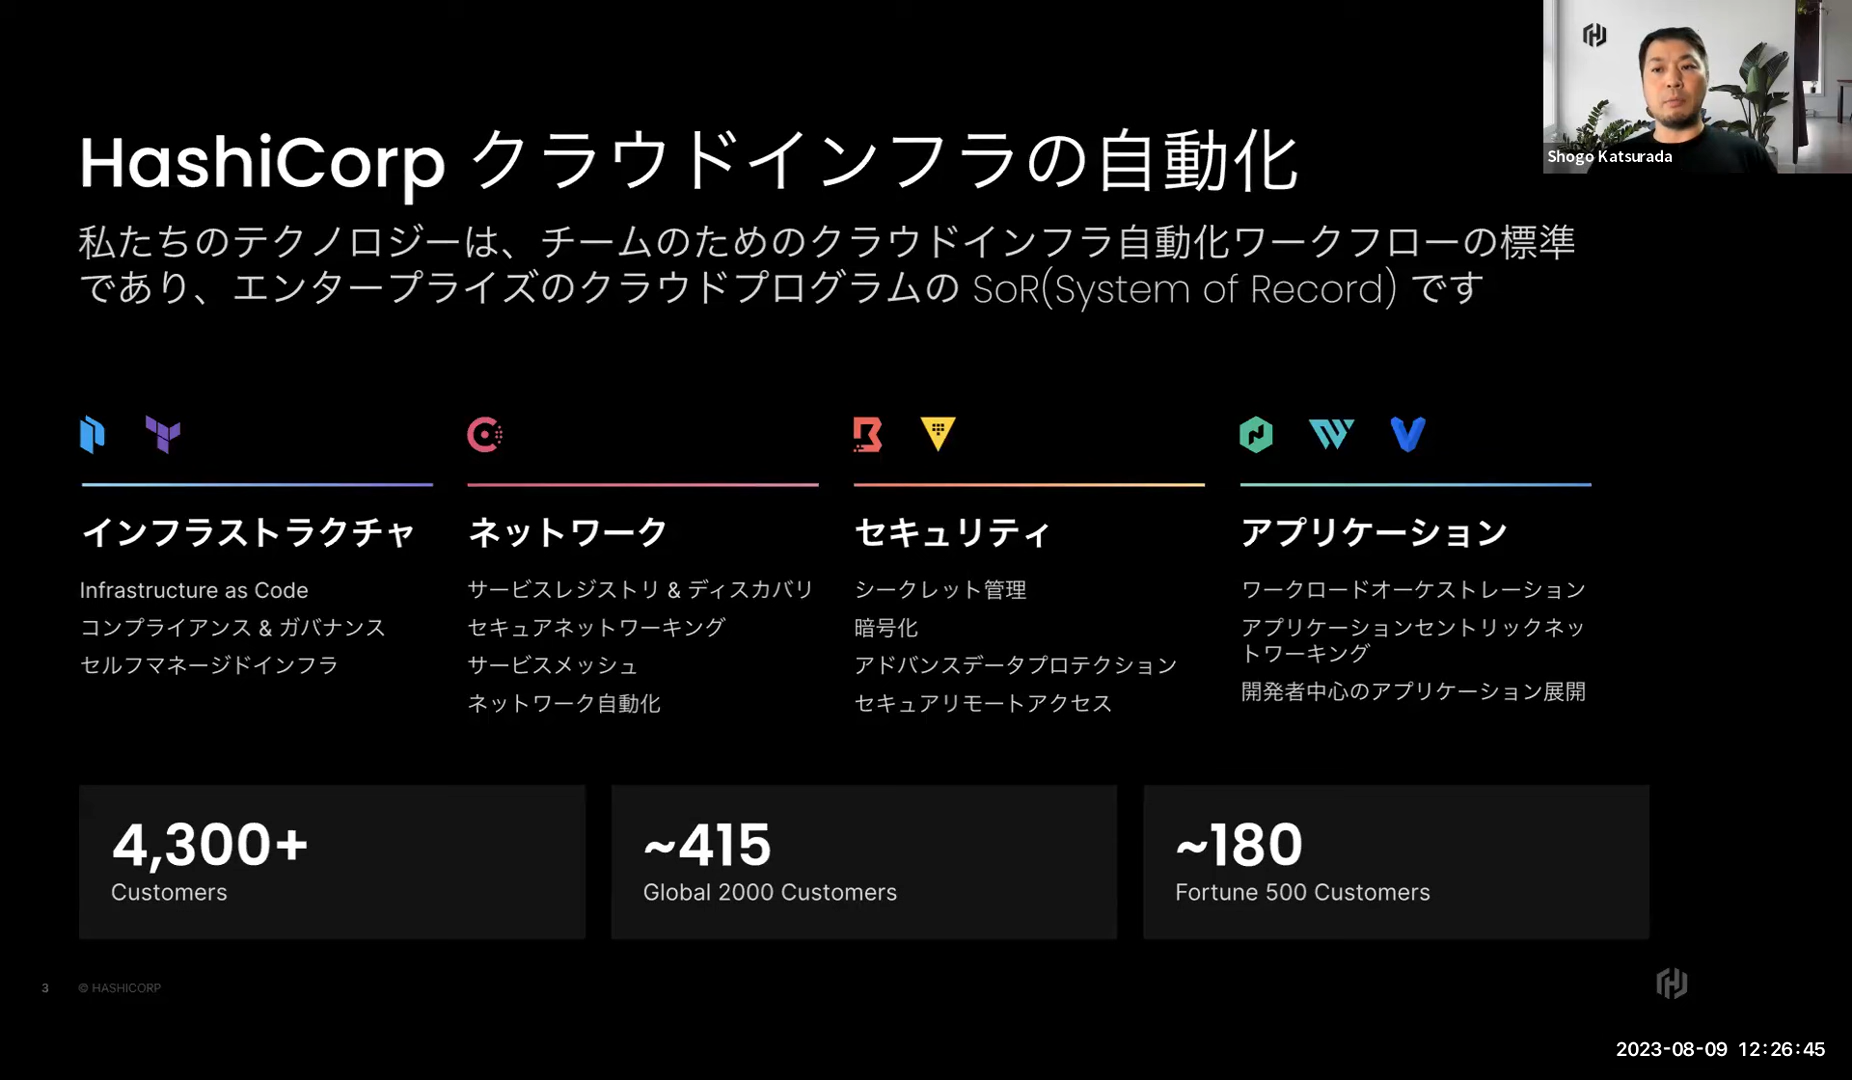 Shogo Katsurada
HashiCorp クラウドインフラの自動化
私たちのテクノロジーは、チームのためのクラウドインフラ自動化ワークフローの標準
であり、エンタープライズのクラウドプログラムの SoR(System of Record) です
インフラストラクチャ
Infrastructure as Code
コンプライアンス & ガバナンス
セルフマネージドインフラ
ネットワーク
サービスレジストリ & ディスカバリ
セキュアネットワーキング
サービスメッシュ
ネットワーク自動化
セキュリティ
シークレット管理
暗号化
アドバンスデータプロテクション
セキュアリモートアクセス
アプリケーション
ワークロードオーケストレーション
アプリケーションセントリックネッ
トワーキング
開発者中心のアプリケーション展開
4,300+
Customers
~415
Global 2000 Customers
~180
Fortune 500 Customers
3
© HASHICORP
2023-08-09 12:26:45